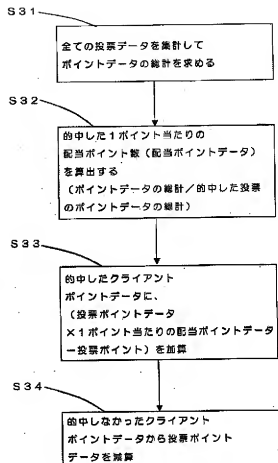 S31
全ての投票データを集計して
ポイントデータの総計を求める
S32
的中した1ポイント当たりの
配当ポイント数(配当ポイントデータ)
を算出する
(ポイントデータの総計/的中した投票
のポイントデータの総計)
S33
的中したクライアント
ポイントデータに、
(投票ポイントデータ
×1ポイント当たりの配当ポイントデータ
ー投票ポイント)を加算
S34
的中しなかったクライアント
ポイントデータから投票ポイント
データを減算